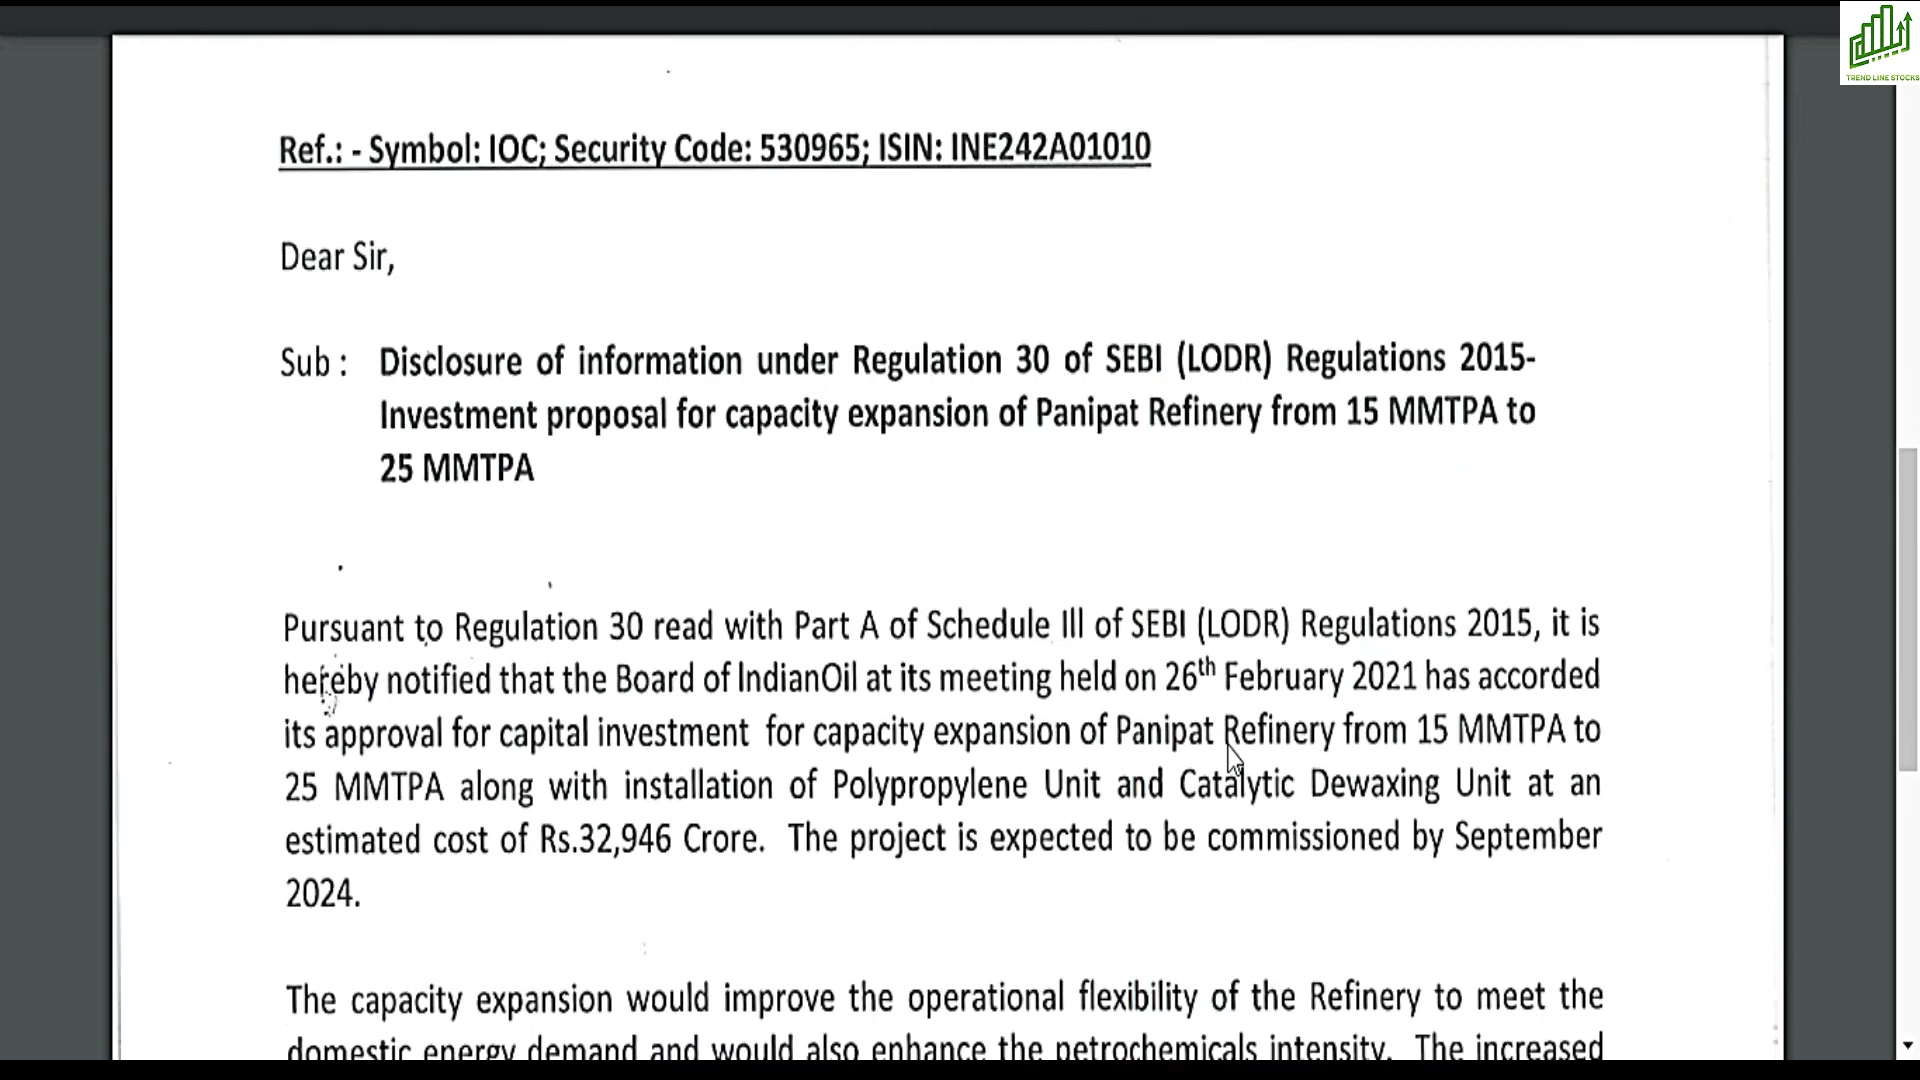 TREND LINE STOCKS
Ref.: - Symbol: IOC; Security Code: 530965; ISIN: INE242A01010
Dear Sir,
Sub : Disclosure of information under Regulation 30 of SEBI (LODR) Regulations 2015-
Investment proposal for capacity expansion of Panipat Refinery from 15 MMTPA to
25 MMTPA
Pursuant to Regulation 30 read with Part A of Schedule Ill of SEBI (LODR) Regulations 2015, it is
hereby notified that the Board of IndianOil at its meeting held on 26th February 2021 has accorded
its approval for capital investment for capacity expansion of Panipat Refinery from 15 MMTPA to
25 MMTPA along with installation of Polypropylene Unit and Catalytic Dewaxing Unit at an
estimated cost of Rs.32,946 Crore. The project is expected to be commissioned by September
2024.
The capacity expansion would improve the operational flexibility of the Refinery to meet the
domestic energy demand and would also enhance the petrochemicals intensity. The increased